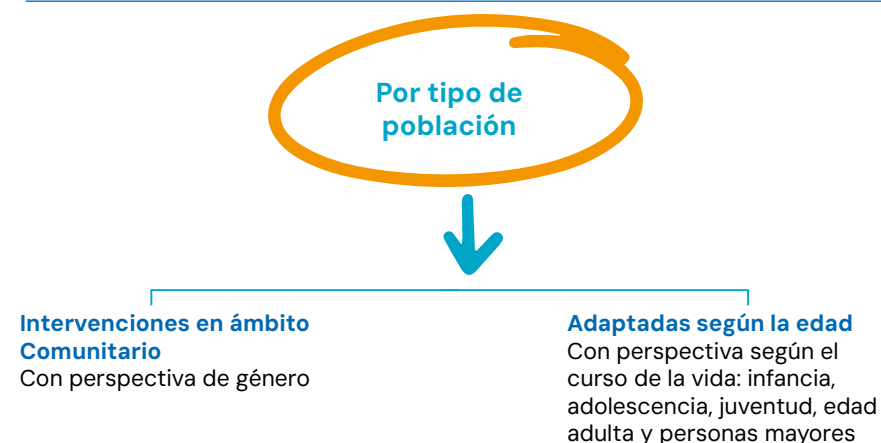 Por tipo de
población
Intervenciones en ámbito
Comunitario
Con perspectiva de género
Adaptadas según la edad
Con perspectiva según el
curso de la vida: infancia,
adolescencia, juventud, edad
adulta y personas mayores